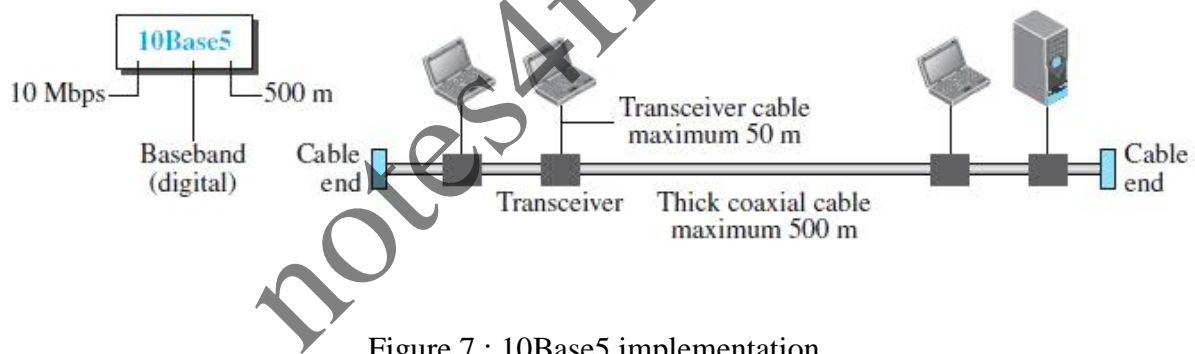 10Base5
10 Mbps
500 m
Baseband
(digital)
Cable
end
Transceiver cable
maximum 50 m
Transceiver
Thick coaxial cable
maximum 500 m
Cable
end
notes4f
Figure 7 : 10Base5 implementation